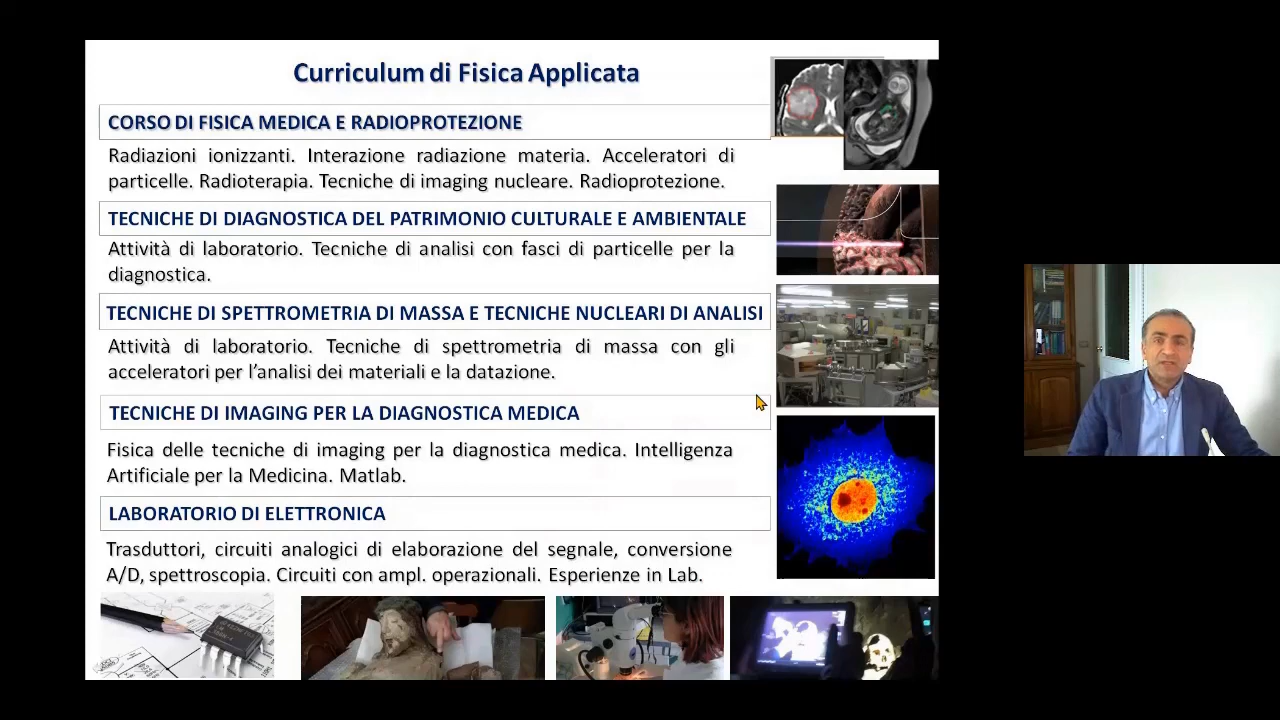 Curriculum di Fisica Applicata
CORSO DI FISICA MEDICA E RADIOPROTEZIONE
Radiazioni ionizzanti. Interazione radiazione materia. Acceleratori di
particelle. Radioterapia. Tecniche di imaging nucleare. Radioprotezione.
TECNICHE DI DIAGNOSTICA DEL PATRIMONIO CULTURALE E AMBIENTALE
Attività di laboratorio. Tecniche di analisi con fasci di particelle per la
diagnostica.
TECNICHE DI SPETTROMETRIA DI MASSA E TECNICHE NUCLEARI DI ANALISI
Attività di laboratorio. Tecniche di spettrometria di massa con gli
acceleratori per l'analisi dei materiali e la datazione.
TECNICHE DI IMAGING PER LA DIAGNOSTICA MEDICA
Fisica delle tecniche di imaging per la diagnostica medica. Intelligenza
Artificiale per la Medicina. Matlab.
LABORATORIO DI ELETTRONICA
Trasduttori, circuiti analogici di elaborazione del segnale, conversione
A/D, spettroscopia. Circuiti con ampl. operazionali. Esperienze in Lab.